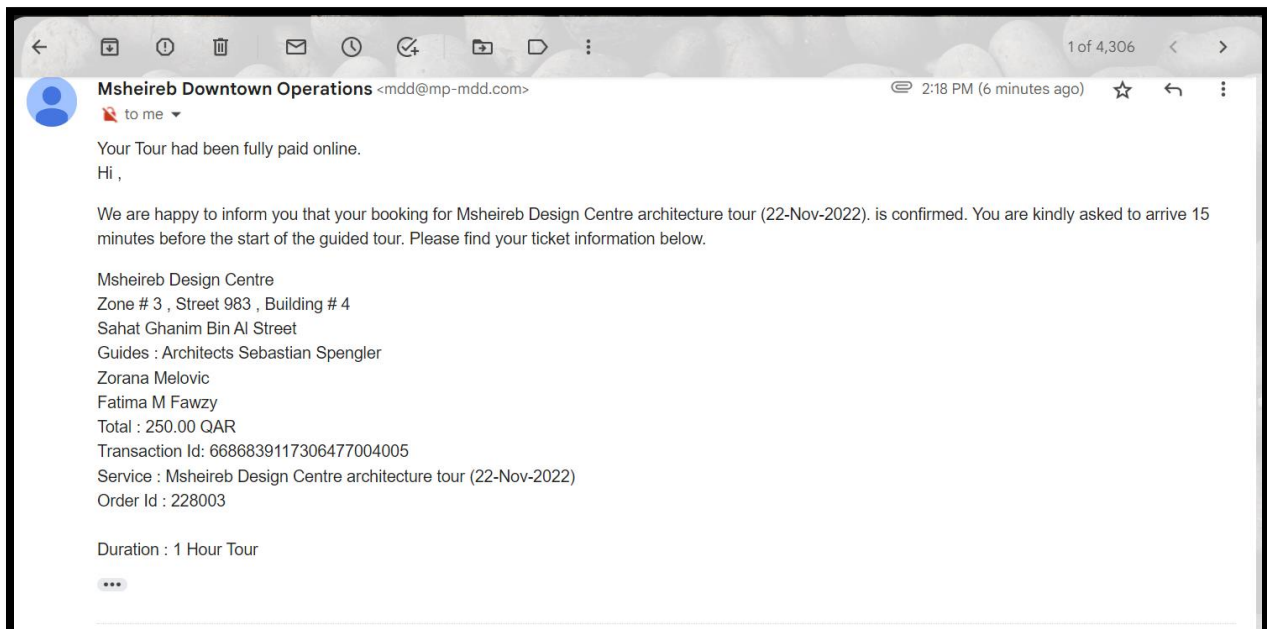 1 of 4,306
Msheireb Downtown Operations <mdd@mp-mdd.com>
2:18 PM (6 minutes ago)
to me
Your Tour had been fully paid online.
Hi ,
We are happy to inform you that your booking for Msheireb Design Centre architecture tour (22-Nov-2022). is confirmed. You are kindly asked to arrive 15
minutes before the start of the guided tour. Please find your ticket information below.
Msheireb Design Centre
Zone # 3 , Street 983 , Building # 4
Sahat Ghanim Bin Al Street
Guides : Architects Sebastian Spengler
Zorana Melovic
Fatima M Fawzy
Total : 250.00 QAR
Transaction Id: 6686839117306477004005
Service : Msheireb Design Centre architecture tour (22-Nov-2022)
Order Id : 228003
Duration : 1 Hour Tour